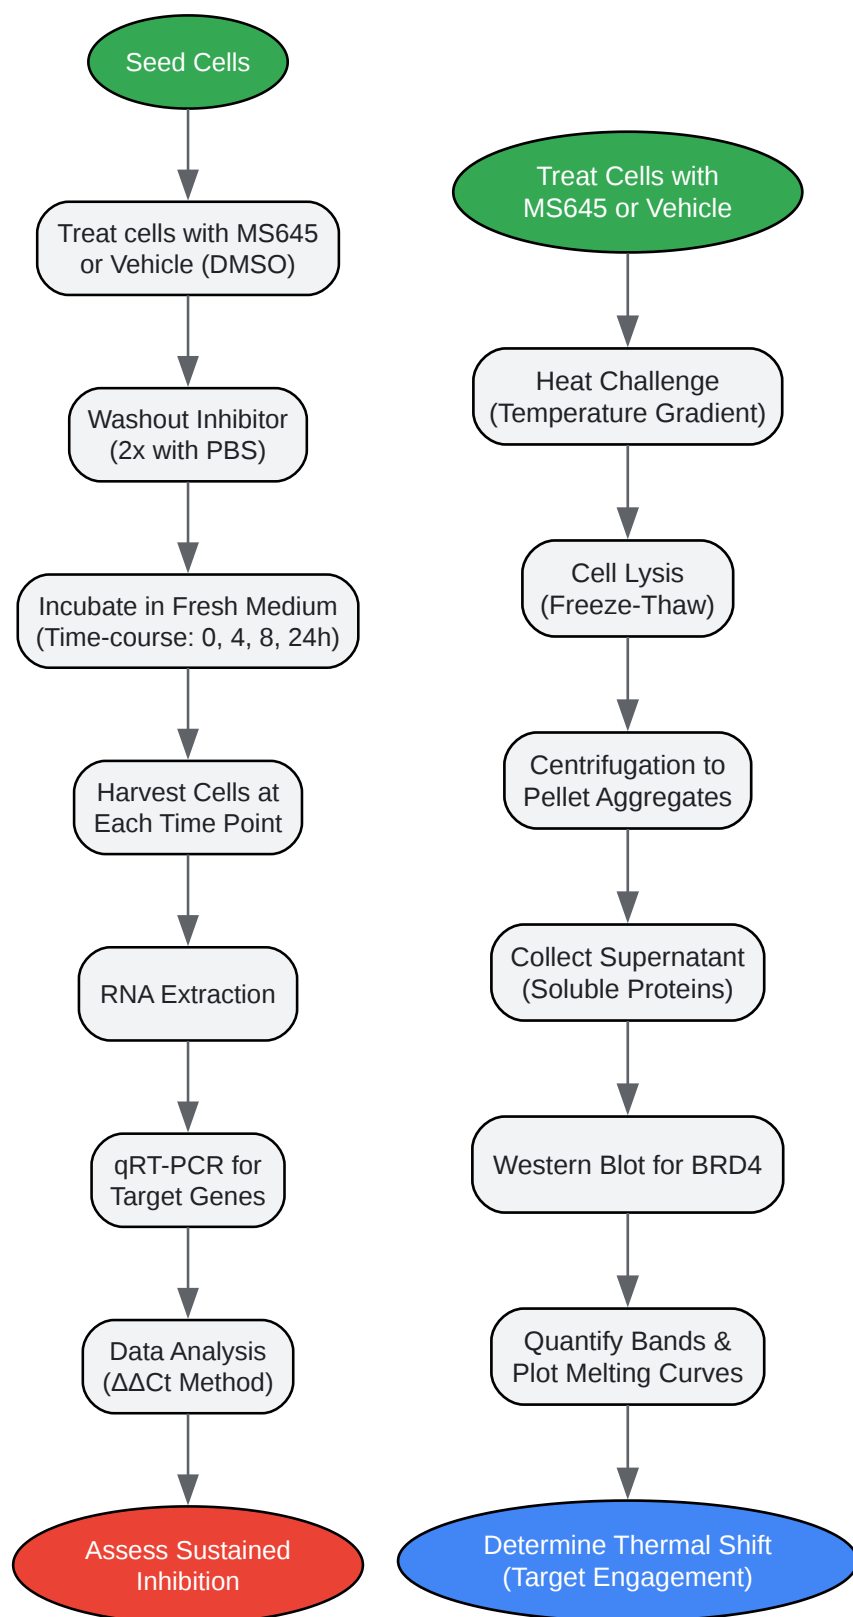 Seed Cells
Treat cells with MS645
or Vehicle (DMSO)
Washout Inhibitor
(2x with PBS)
Incubate in Fresh Medium
(Time-course: 0, 4, 8, 24h)
Harvest Cells at
Each Time Point
RNA Extraction
qRT-PCR for
Target Genes
Data Analysis
(ΔΔCt Method)
Assess Sustained
Inhibition
Treat Cells with
MS645 or Vehicle
Heat Challenge
(Temperature Gradient)
Cell Lysis
(Freeze-Thaw)
Centrifugation to
Pellet Aggregates
Collect Supernatant
(Soluble Proteins)
Western Blot for BRD4
Quantify Bands &
Plot Melting Curves
Determine Thermal Shift
(Target Engagement)